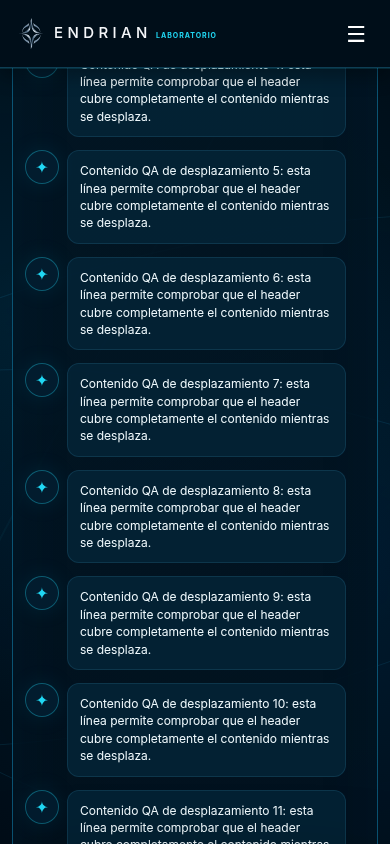 ENDRIAN LABORATORIO
línea permite comprobar que el header
cubre completamente el contenido mientras
se desplaza.
Contenido QA de desplazamiento 5: esta
línea permite comprobar que el header
cubre completamente el contenido mientras
se desplaza.
Contenido QA de desplazamiento 6: esta
línea permite comprobar que el header
cubre completamente el contenido mientras
se desplaza.
Contenido QA de desplazamiento 7: esta
línea permite comprobar que el header
cubre completamente el contenido mientras
se desplaza.
Contenido QA de desplazamiento 8: esta
línea permite comprobar que el header
cubre completamente el contenido mientras
se desplaza.
Contenido QA de desplazamiento 9: esta
línea permite comprobar que el header
cubre completamente el contenido mientras
se desplaza.
Contenido QA de desplazamiento 10: esta
línea permite comprobar que el header
cubre completamente el contenido mientras
se desplaza.
Contenido QA de desplazamiento 11: esta
línea permite comprobar que el header